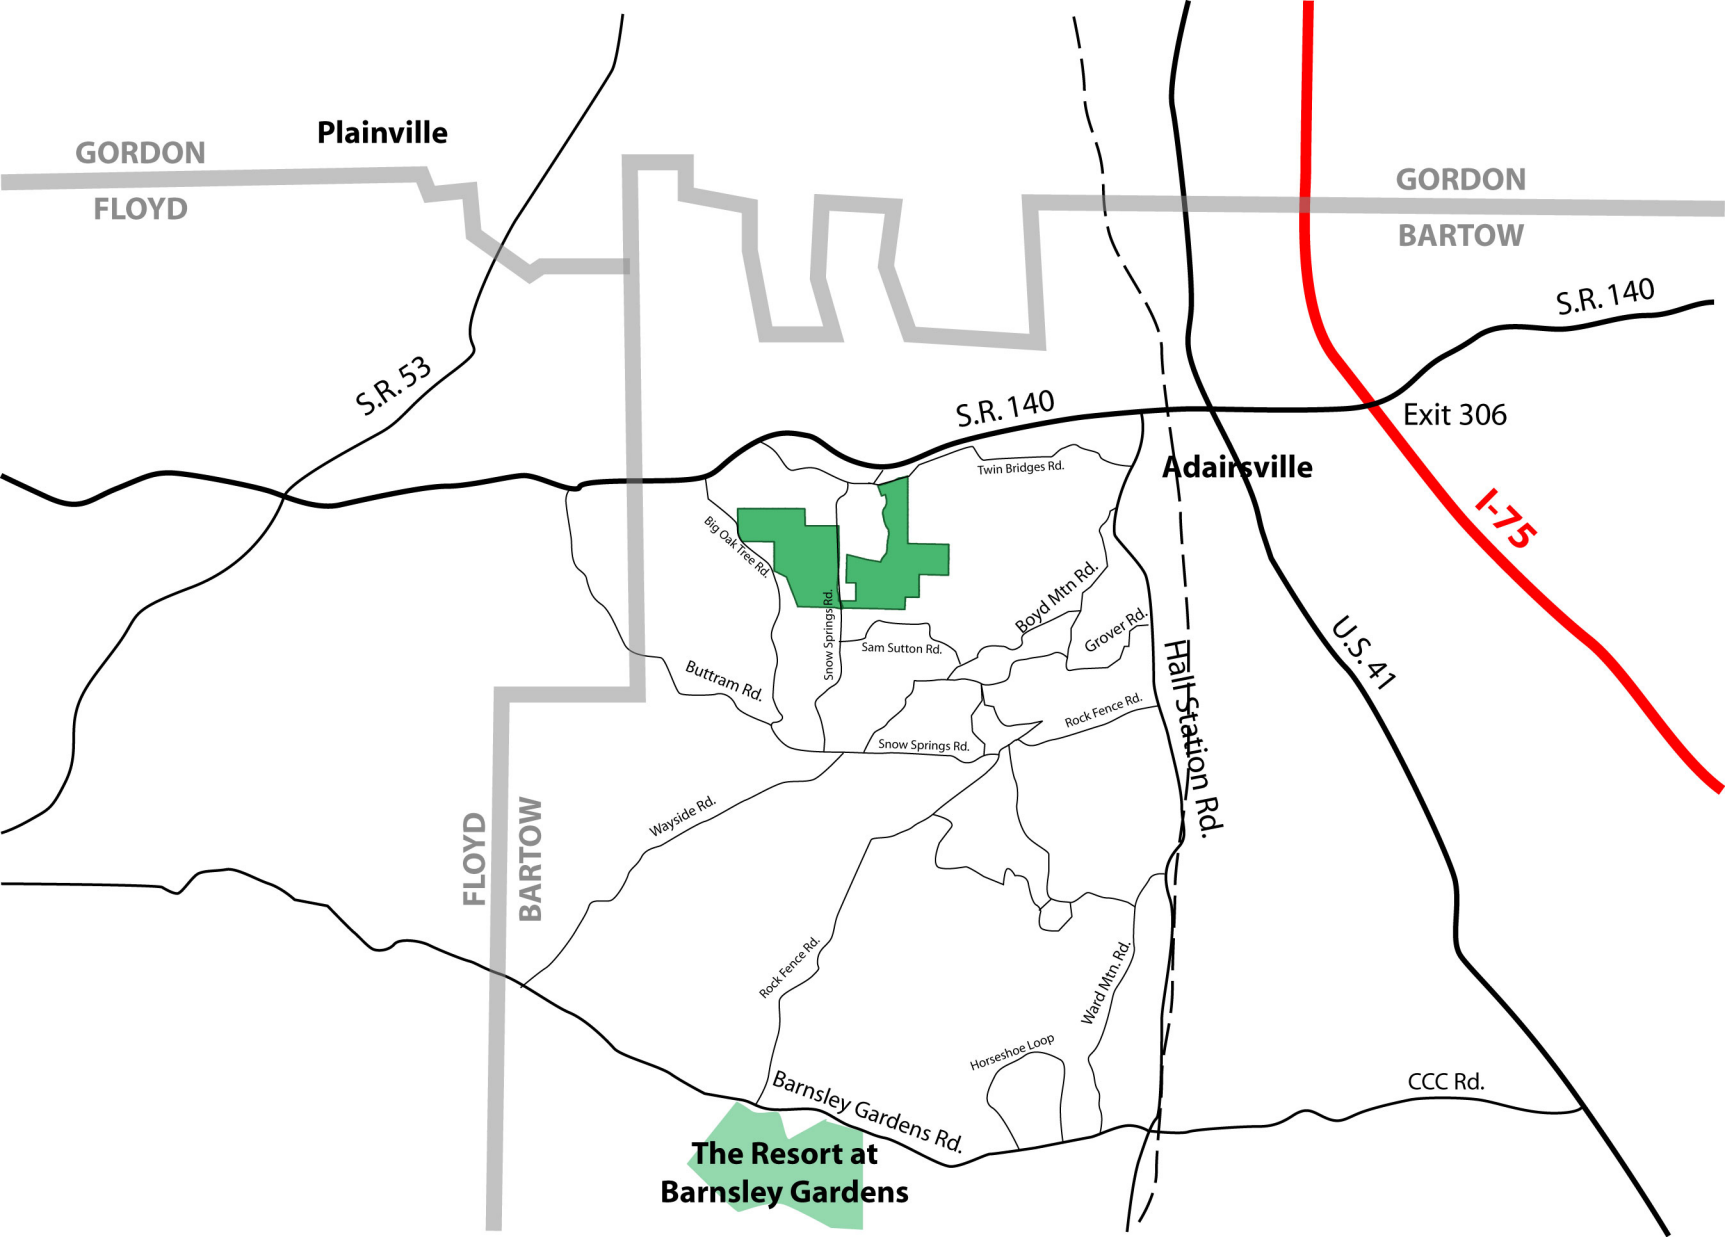 Plainville
GORDON
FLOYD
GORDON
BARTOW
S.R. 140
S.R. 53
S.R. 140
Exit 306
Twin Bridges Rd.
Adairsville
I-75
Big Oak Tree Rd.
Boyd Mtn Rd.
Snow Springs Rd.
Grover Rd.
Sam Sutton Rd.
U.S. 41
Buttram Rd.
Hall Station Rd.
Rock Fence Rd.
Snow Springs Rd.
Wayside Rd.
FLOYD
BARTOW
Rock Fence Rd.
Ward Mtn. Rd.
Horseshoe Loop
CCC Rd.
Barnsley Gardens Rd.
The Resort at
Barnsley Gardens